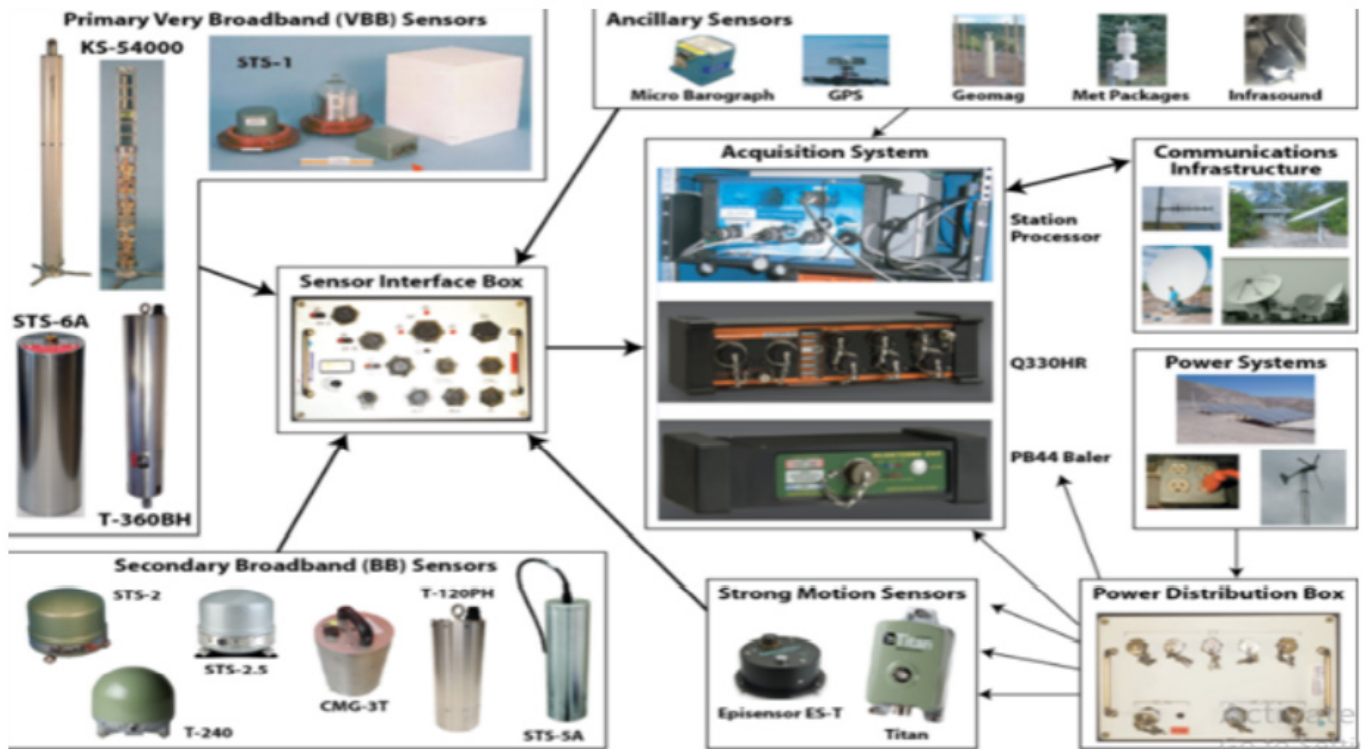 Primary Very Broadband (VBB) Sensors
KS-54000
STS-1
STS-6A
T-360BH
Ancillary Sensors
Micro Barograph
GPS
Geomag
Met Packages
Infrasound
Sensor Interface Box
Acquisition System
Station
Processor
Q330HR
PB44 Baler
Communications
Infrastructure
Power Systems
Secondary Broadband (BB) Sensors
STS-2
STS-2.5
T-240
CMG-3T
T-120PH
STS-5A
Strong Motion Sensors
Episensor ES-T
Titan
Titan
Power Distribution Box
Activate